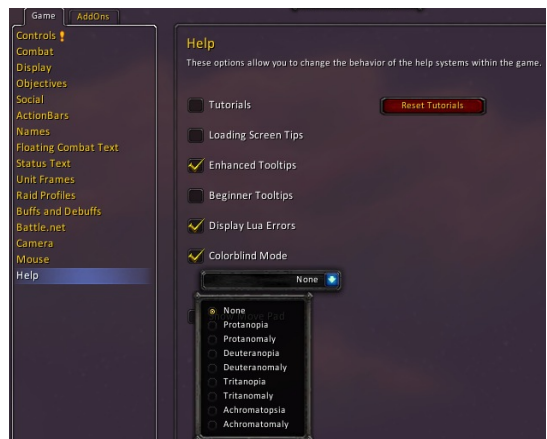 Game
AddOns
Controls
Combat
Display
Objectives
Social
ActionBars
Names
Floating Combat Text
Status Text
Unit Frames
Raid Profiles
Buffs and Debuffs
Battle.net
Camera
Mouse
Help
Help
These options allow you to change the behavior of the help systems within the game.
Tutorials
Reset Tutorials
Loading Screen Tips
Enhanced Tooltips
Beginner Tooltips
Display Lua Errors
Colorblind Mode
None
Show Move Pad
None
Protanopia
Protanomaly
Deuteranopia
Deuteranomaly
Tritanopia
Tritanomaly
Achromatopsia
Achromatomaly